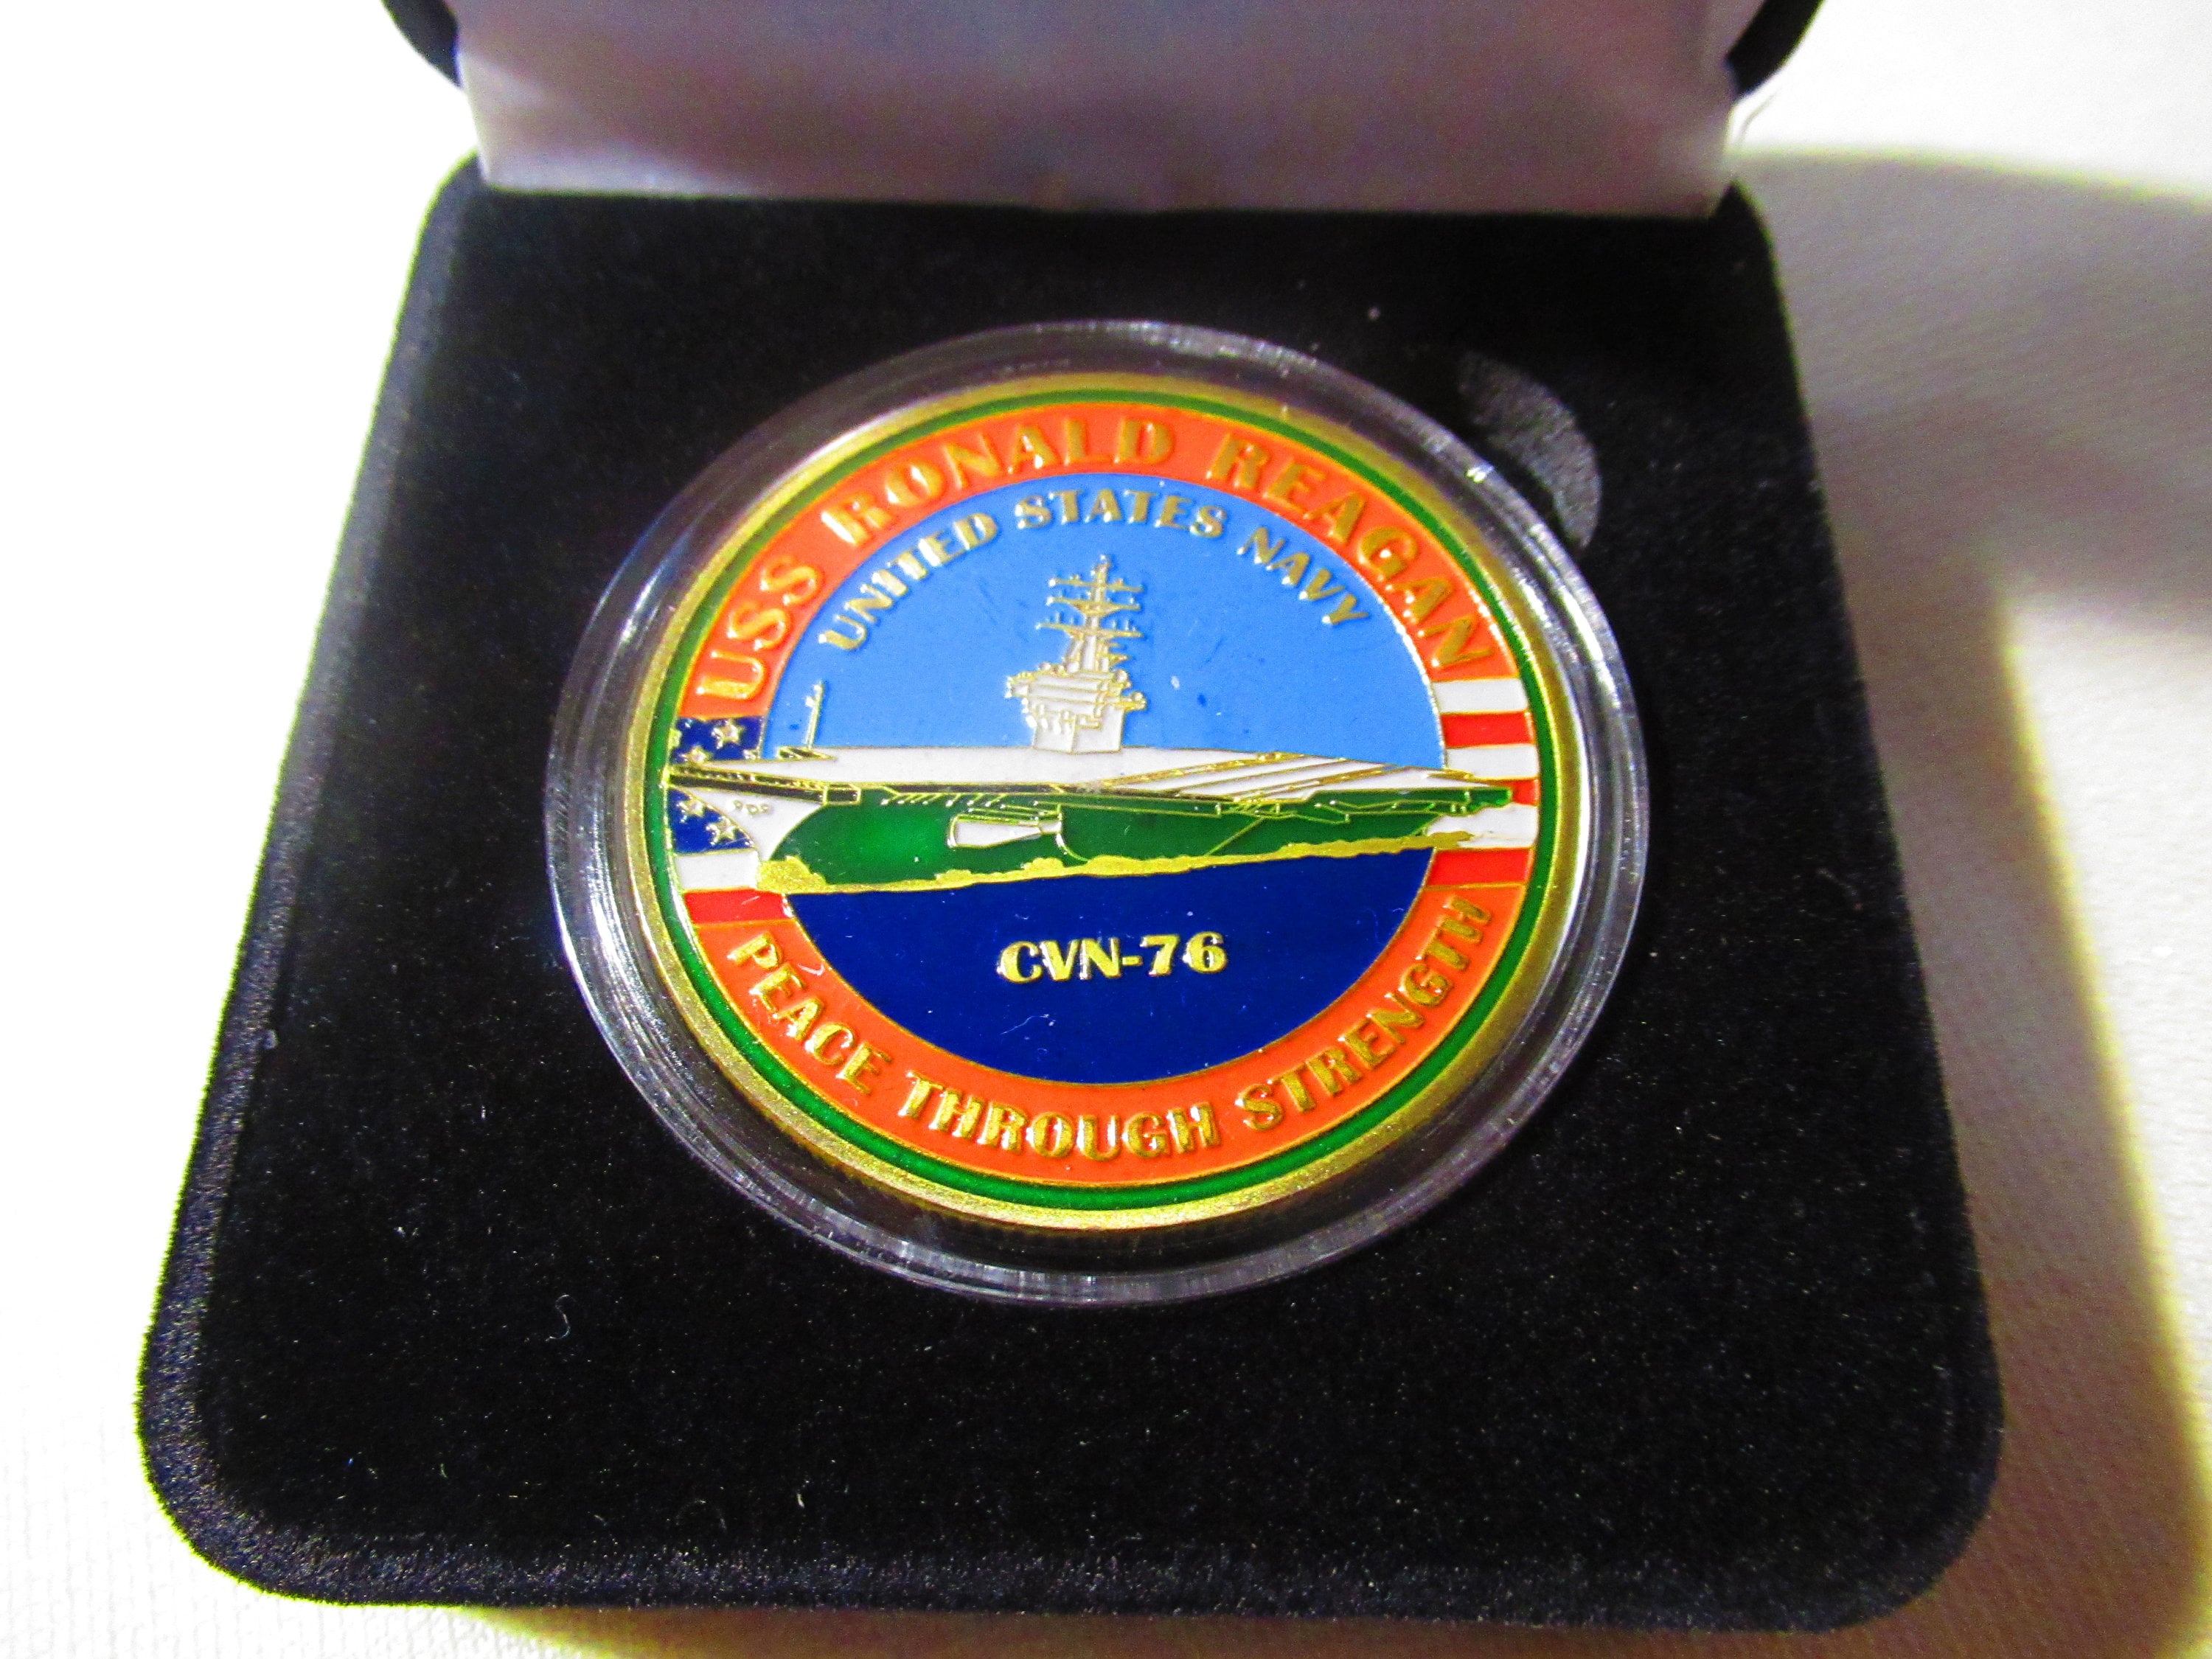 USS RONALD REAGAN
UNITED STATES NAVY
CVN-76
PEACE THROUGH STRENGTH